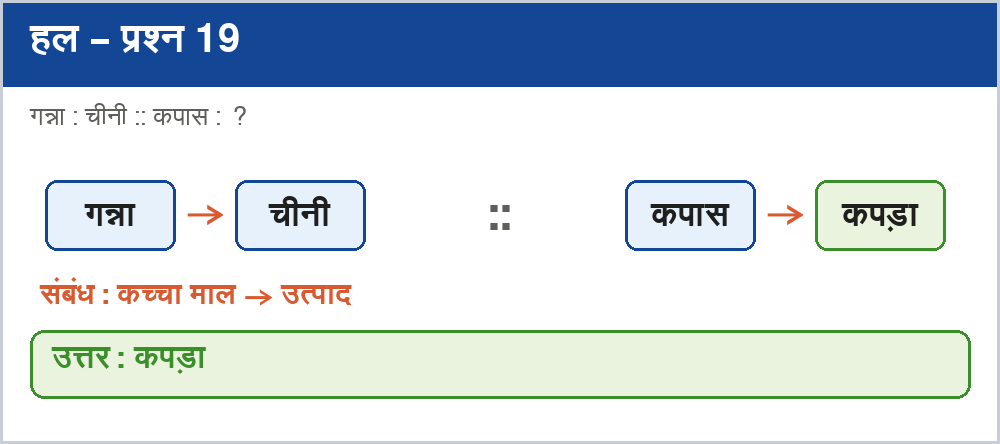 हल – प्रश्न 19
गन्ना : चीनी :: कपास : ?
गन्ना → चीनी :: कपास → कपड़ा
संबंध : कच्चा माल → उत्पाद
उत्तर : कपड़ा